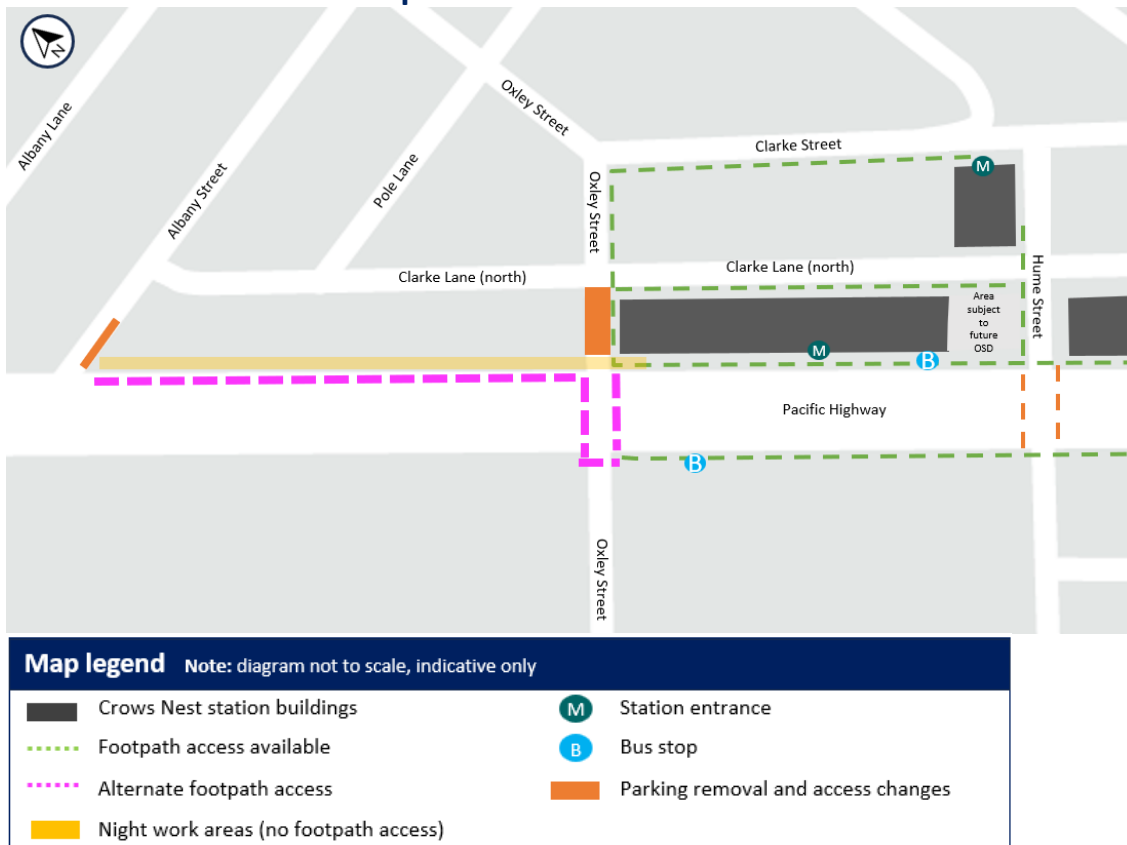 N
Albany Lane
Albany Street
Pole Lane
Oxley Street
Clarke Street
M
Oxley Street
Clarke Lane (north)
Clarke Lane (north)
Hume Street
Area
subject
to
future
OSD
M
B
Pacific Highway
B
Oxley Street
Map legend Note: diagram not to scale, indicative only
Crows Nest station buildings
M Station entrance
Footpath access available
B Bus stop
Alternate footpath access
Parking removal and access changes
Night work areas (no footpath access)